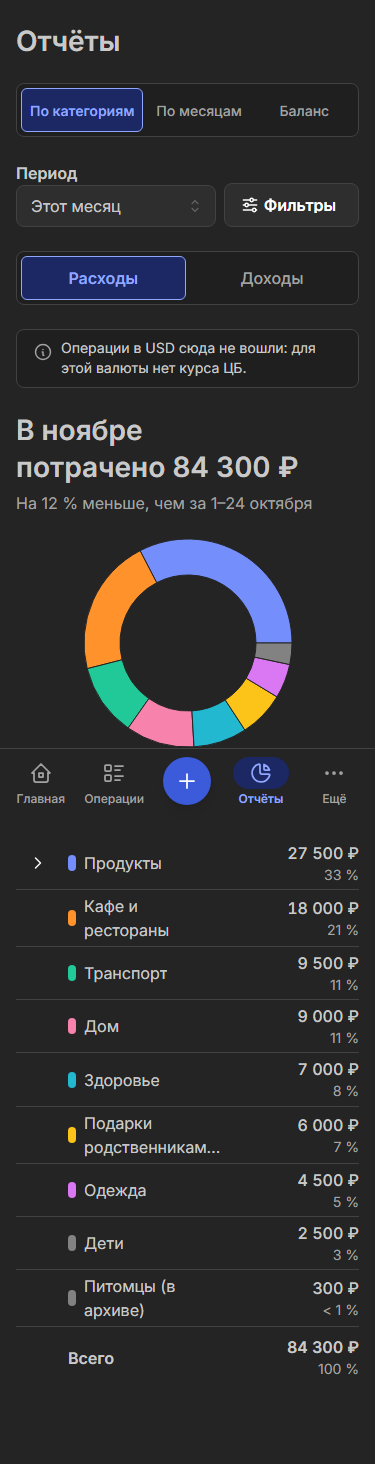 Отчёты
По категориям
По месяцам
Баланс
Период
Этот месяц
Фильтры
Расходы
Доходы
Операции в USD сюда не вошли: для
этой валюты нет курса ЦБ.
В ноябре
потрачено 84 300 ₽
На 12 % меньше, чем за 1–24 октября
Главная
Операции
Отчёты
Ещё
Продукты
27 500 ₽
33 %
Кафе и
рестораны
18 000 ₽
21 %
Транспорт
9 500 ₽
11 %
Дом
9 000 ₽
11 %
Здоровье
7 000 ₽
8 %
Подарки
родственникам...
6 000 ₽
7 %
Одежда
4 500 ₽
5 %
Дети
2 500 ₽
3 %
Питомцы (в
архиве)
300 ₽
< 1 %
Всего
84 300 ₽
100 %